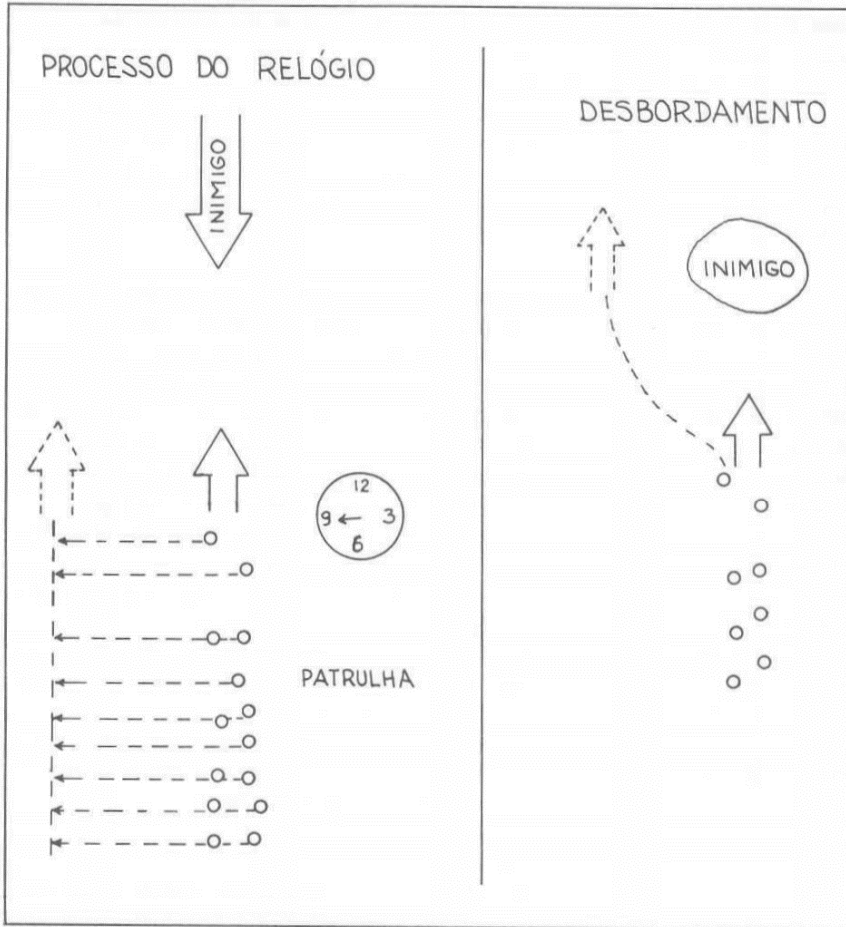 PROCESSO DO RELÓGIO
INIMIGO
12
9 3
6
PATRULHA
DESBORDAMENTO
INIMIGO